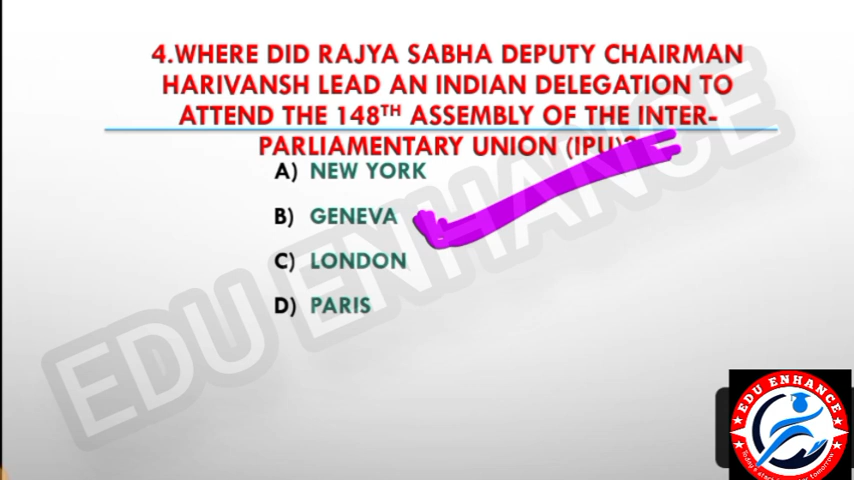 4.WHERE DID RAJYA SABHA DEPUTY CHAIRMAN
HARIVANSH LEAD AN INDIAN DELEGATION TO
ATTEND THE 148TH ASSEMBLY OF THE INTER-
PARLIAMENTARY UNION (IPU)?
A) NEW YORK
B) GENEVA
C) LONDON
D) PARIS
EDU ENHANCE
EDU ENHANCE